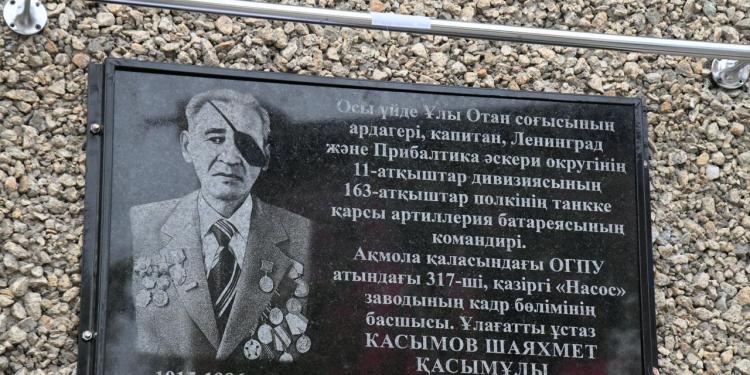 Осы үйде Ұлы Отан соғысының
ардагері, капитан, Ленинград
және Прибалтика әскери округінің
11-атқыштар дивизиясының
163-атқыштар полкінің танкке
қарсы артиллерия батареясының
командирі.
Ақмола қаласындағы ОГПУ
атындағы 317-ші, қазіргі «Насос»
заводының кадр бөлімінің
басшысы. Ұлағатты ұстаз
КАСЫМОВ ШАЯХМЕТ
ҚАСЫМҰЛЫ